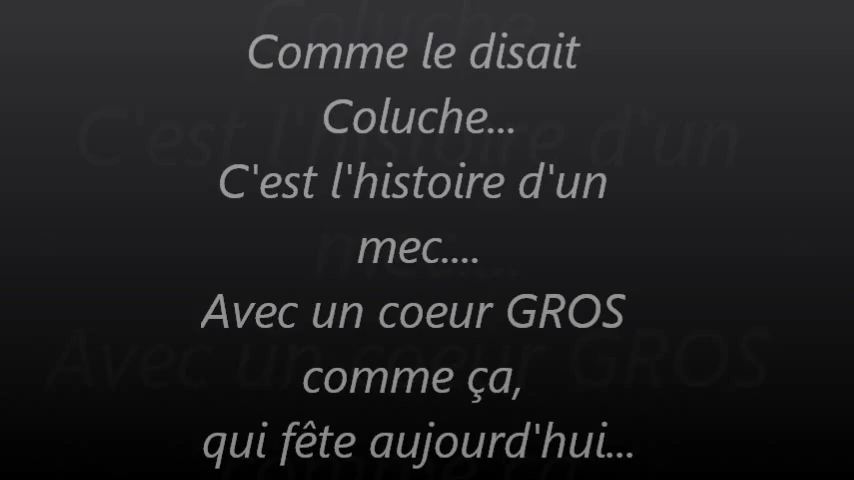 Comme le disait
Coluche...
C'est l'histoire d'un
mec....
Avec un coeur GROS
comme ça,
qui fête aujourd'hui...